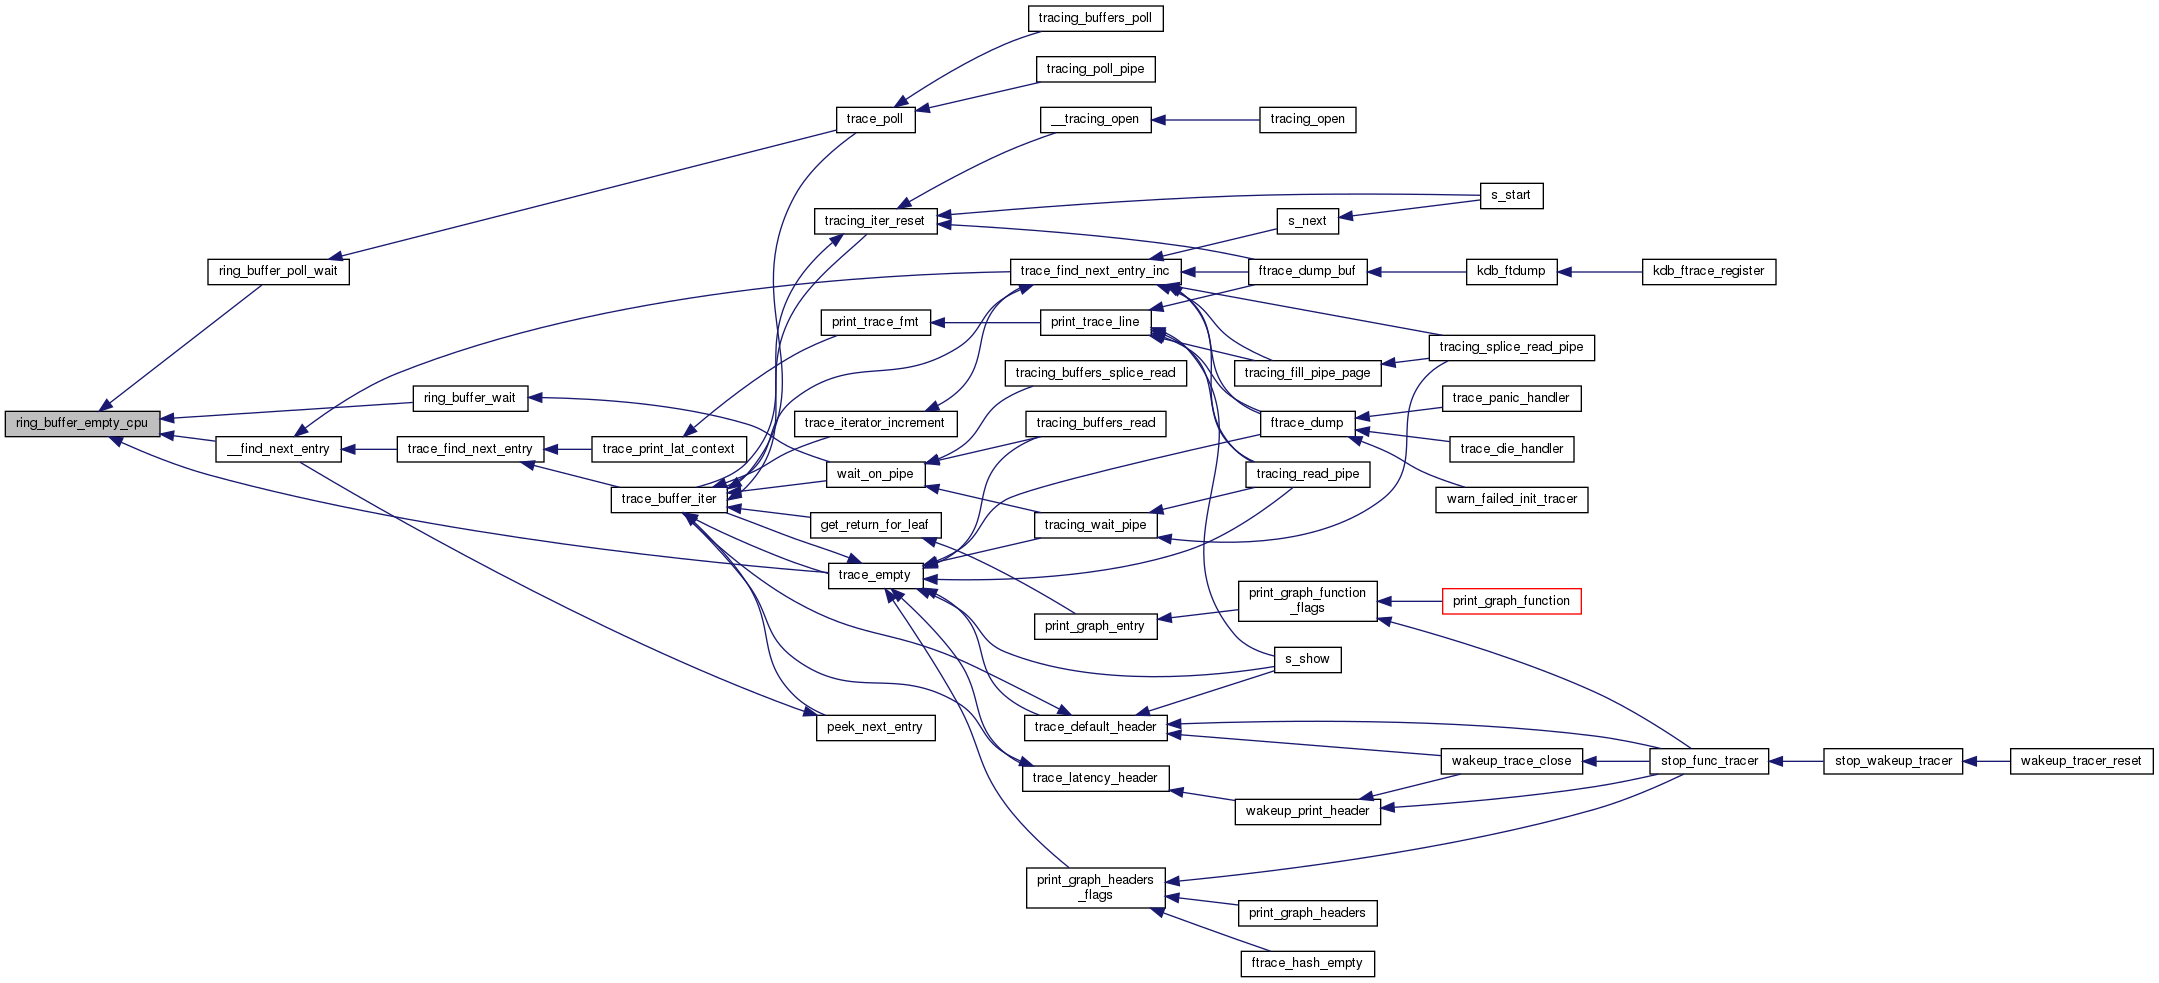 tracing_buffers_poll
tracing_poll_pipe
trace_poll
__tracing_open
tracing_open
s_start
tracing_iter_reset
s_next
ring_buffer_poll_wait
trace_find_next_entry_inc
ftrace_dump_buf
kdb_ftdump
kdb_ftrace_register
print_trace_fmt
print_trace_line
tracing_splice_read_pipe
tracing_buffers_splice_read
tracing_fill_pipe_page
ring_buffer_wait
trace_panic_handler
ring_buffer_empty_cpu
trace_iterator_increment
tracing_buffers_read
ftrace_dump
__find_next_entry
trace_find_next_entry
trace_print_lat_context
trace_die_handler
wait_on_pipe
tracing_read_pipe
trace_buffer_iter
warn_failed_init_tracer
get_return_for_leaf
tracing_wait_pipe
trace_empty
print_graph_function
_flags
print_graph_function
print_graph_entry
s_show
peek_next_entry
trace_default_header
wakeup_trace_close
stop_func_tracer
stop_wakeup_tracer
wakeup_tracer_reset
trace_latency_header
wakeup_print_header
print_graph_headers
_flags
print_graph_headers
ftrace_hash_empty